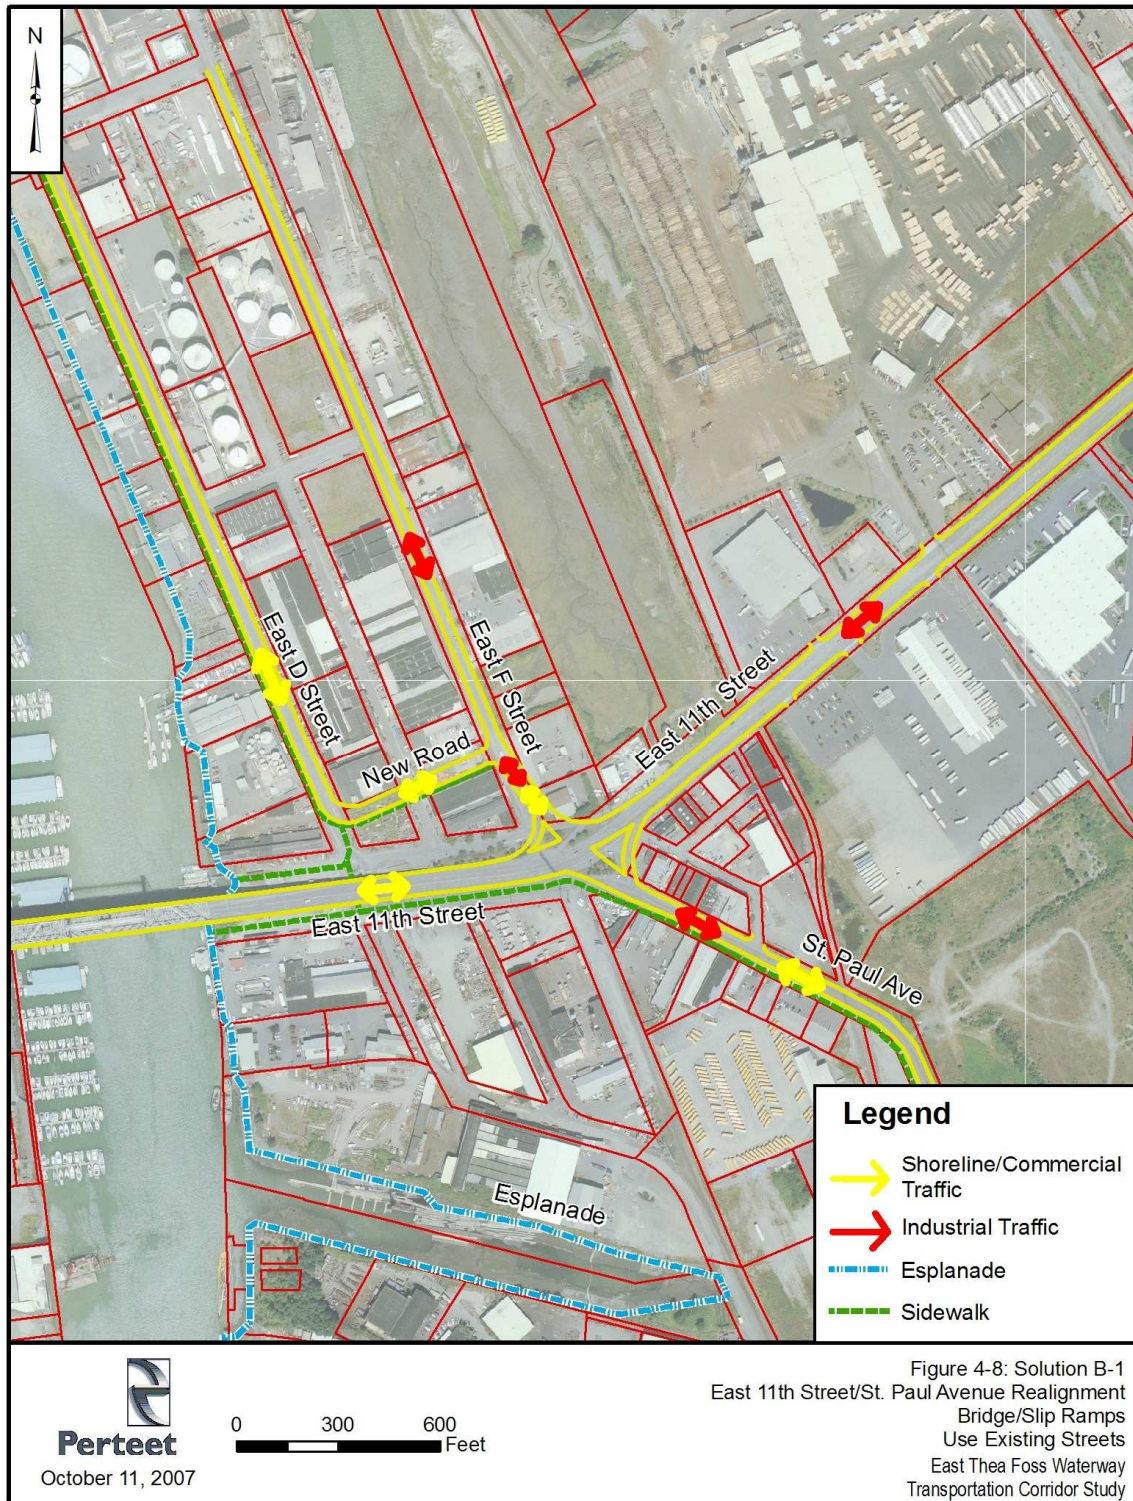 N
East D Street
East F Street
New Road
East 11th Street
East 11th Street
St. Paul Ave
Esplanade
Legend
Shoreline/Commercial
Traffic
Industrial Traffic
Esplanade
Sidewalk
Perteet
October 11, 2007
0 300 600
Feet
Figure 4-8: Solution B-1
East 11th Street/St. Paul Avenue Realignment
Bridge/Slip Ramps
Use Existing Streets
East Thea Foss Waterway
Transportation Corridor Study